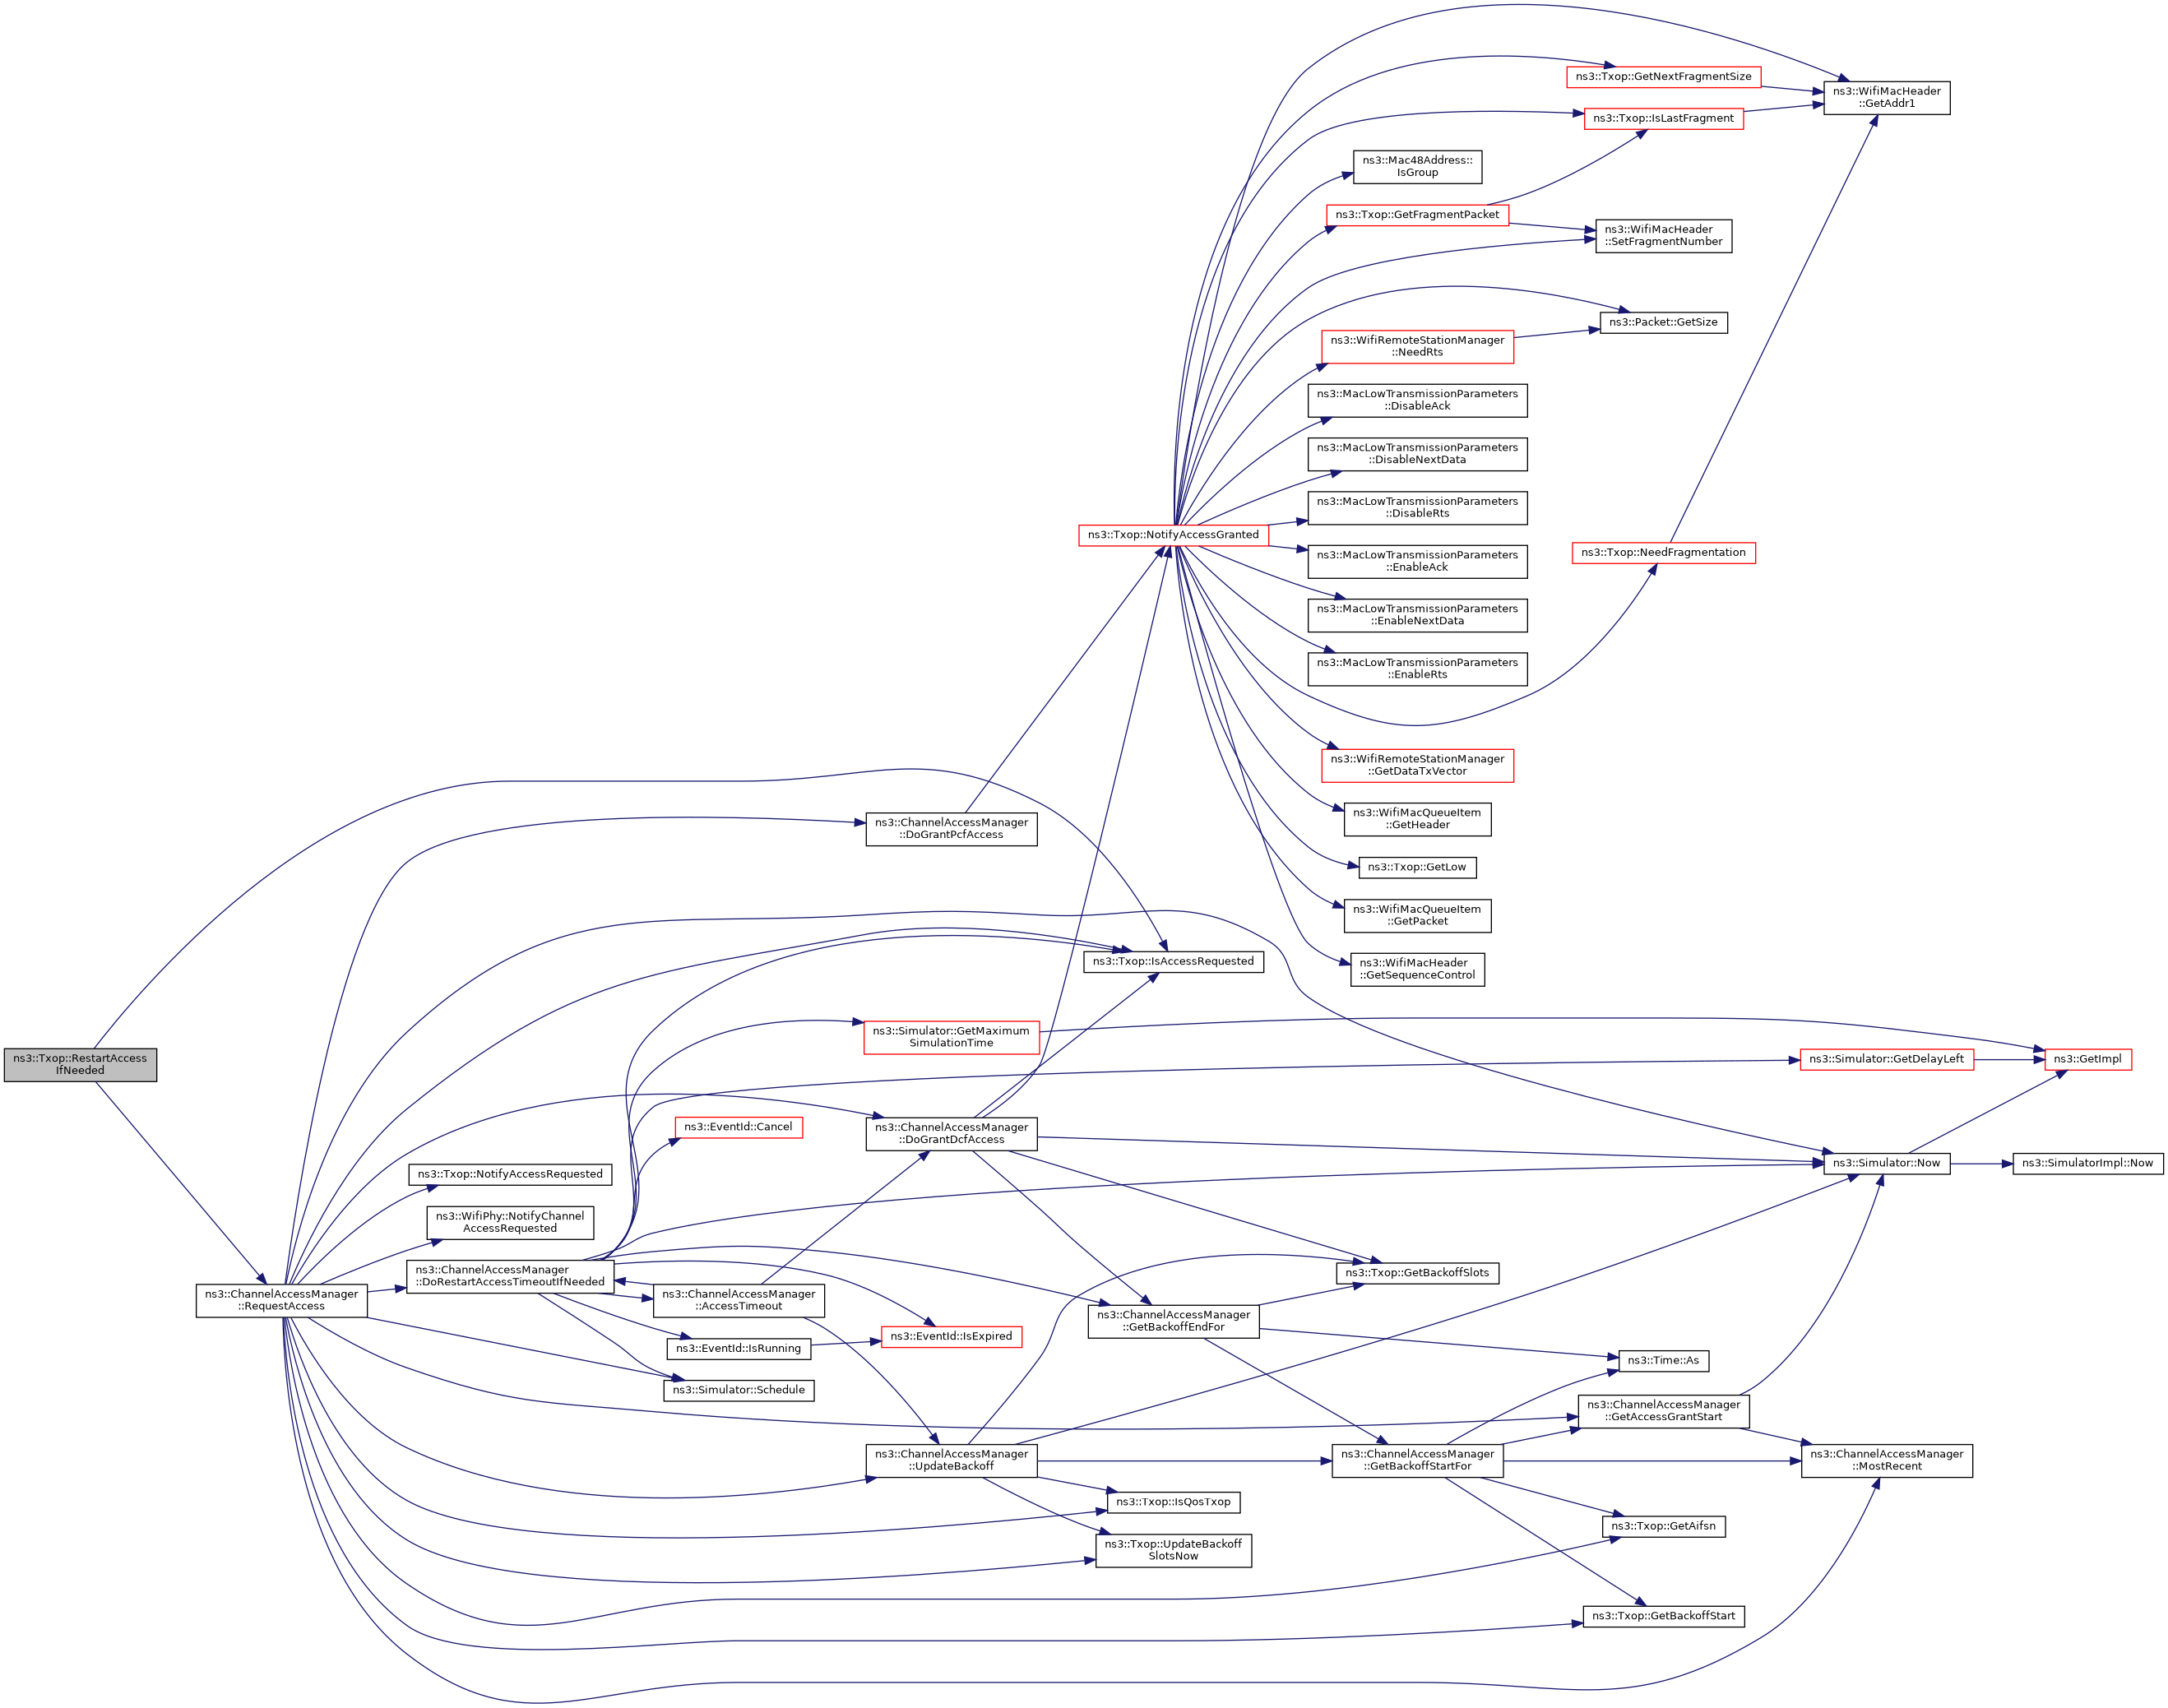 ns3::Txop::RestartAccess
IfNeeded
ns3::ChannelAccessManager
::RequestAccess
ns3::Txop::NotifyAccessRequested
ns3::WifiPhy::NotifyChannel
AccessRequested
ns3::ChannelAccessManager
::DoRestartAccessTimeoutIfNeeded
ns3::EventId::Cancel
ns3::ChannelAccessManager
::AccessTimeout
ns3::EventId::IsRunning
ns3::Simulator::Schedule
ns3::ChannelAccessManager
::DoGrantPcfAccess
ns3::Simulator::GetMaximum
SimulationTime
ns3::ChannelAccessManager
::DoGrantDcfAccess
ns3::EventId::IsExpired
ns3::ChannelAccessManager
::UpdateBackoff
ns3::Txop::NotifyAccessGranted
ns3::Txop::IsAccessRequested
ns3::ChannelAccessManager
::GetBackoffEndFor
ns3::Txop::IsQosTxop
ns3::Txop::UpdateBackoff
SlotsNow
ns3::Mac48Address::
IsGroup
ns3::Txop::GetFragmentPacket
ns3::WifiRemoteStationManager
::NeedRts
ns3::MacLowTransmissionParameters
::DisableAck
ns3::MacLowTransmissionParameters
::DisableNextData
ns3::MacLowTransmissionParameters
::DisableRts
ns3::MacLowTransmissionParameters
::EnableAck
ns3::MacLowTransmissionParameters
::EnableNextData
ns3::MacLowTransmissionParameters
::EnableRts
ns3::WifiRemoteStationManager
::GetDataTxVector
ns3::WifiMacQueueItem
::GetHeader
ns3::Txop::GetLow
ns3::WifiMacQueueItem
::GetPacket
ns3::WifiMacHeader
::GetSequenceControl
ns3::Txop::GetBackoffSlots
ns3::ChannelAccessManager
::GetBackoffStartFor
ns3::Txop::GetNextFragmentSize
ns3::Txop::IsLastFragment
ns3::WifiMacHeader
::SetFragmentNumber
ns3::Packet::GetSize
ns3::Txop::NeedFragmentation
ns3::Time::As
ns3::ChannelAccessManager
::GetAccessGrantStart
ns3::Txop::GetAifsn
ns3::Txop::GetBackoffStart
ns3::WifiMacHeader
::GetAddr1
ns3::Simulator::GetDelayLeft
ns3::Simulator::Now
ns3::ChannelAccessManager
::MostRecent
ns3::GetImpl
ns3::SimulatorImpl::Now